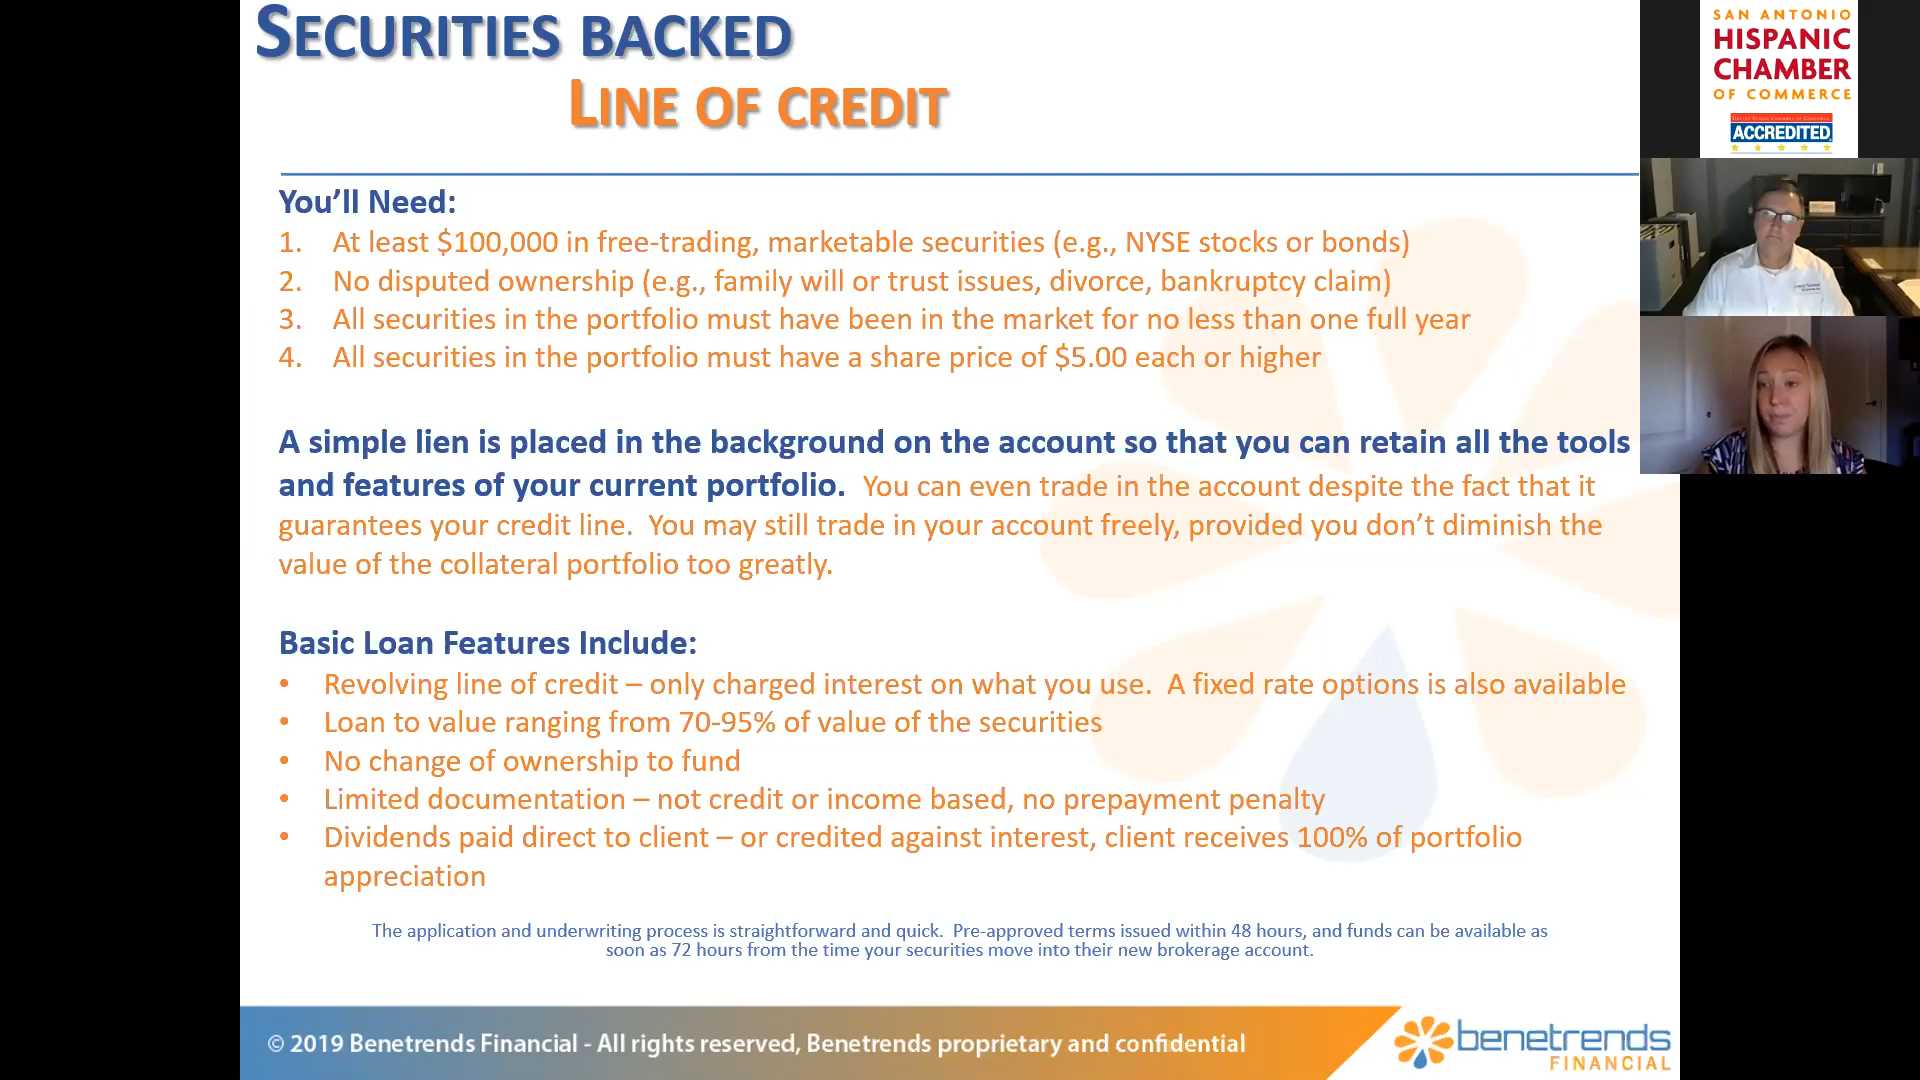 SECURITIES BACKED
LINE OF CREDIT
You’ll Need:
1. At least $100,000 in free-trading, marketable securities (e.g., NYSE stocks or bonds)
2. No disputed ownership (e.g., family will or trust issues, divorce, bankruptcy claim)
3. All securities in the portfolio must have been in the market for no less than one full year
4. All securities in the portfolio must have a share price of $5.00 each or higher
A simple lien is placed in the background on the account so that you can retain all the tools
and features of your current portfolio. You can even trade in the account despite the fact that it
guarantees your credit line. You may still trade in your account freely, provided you don’t diminish the
value of the collateral portfolio too greatly.
Basic Loan Features Include:
• Revolving line of credit – only charged interest on what you use. A fixed rate options is also available
• Loan to value ranging from 70-95% of value of the securities
• No change of ownership to fund
• Limited documentation – not credit or income based, no prepayment penalty
• Dividends paid direct to client – or credited against interest, client receives 100% of portfolio
appreciation
The application and underwriting process is straightforward and quick. Pre-approved terms issued within 48 hours, and funds can be available as
soon as 72 hours from the time your securities move into their new brokerage account.
© 2019 Benetrends Financial - All rights reserved, Benetrends proprietary and confidential
benetrends
FINANCIAL
SAN ANTONIO
HISPANIC
CHAMBER
OF COMMERCE
ACCREDITED